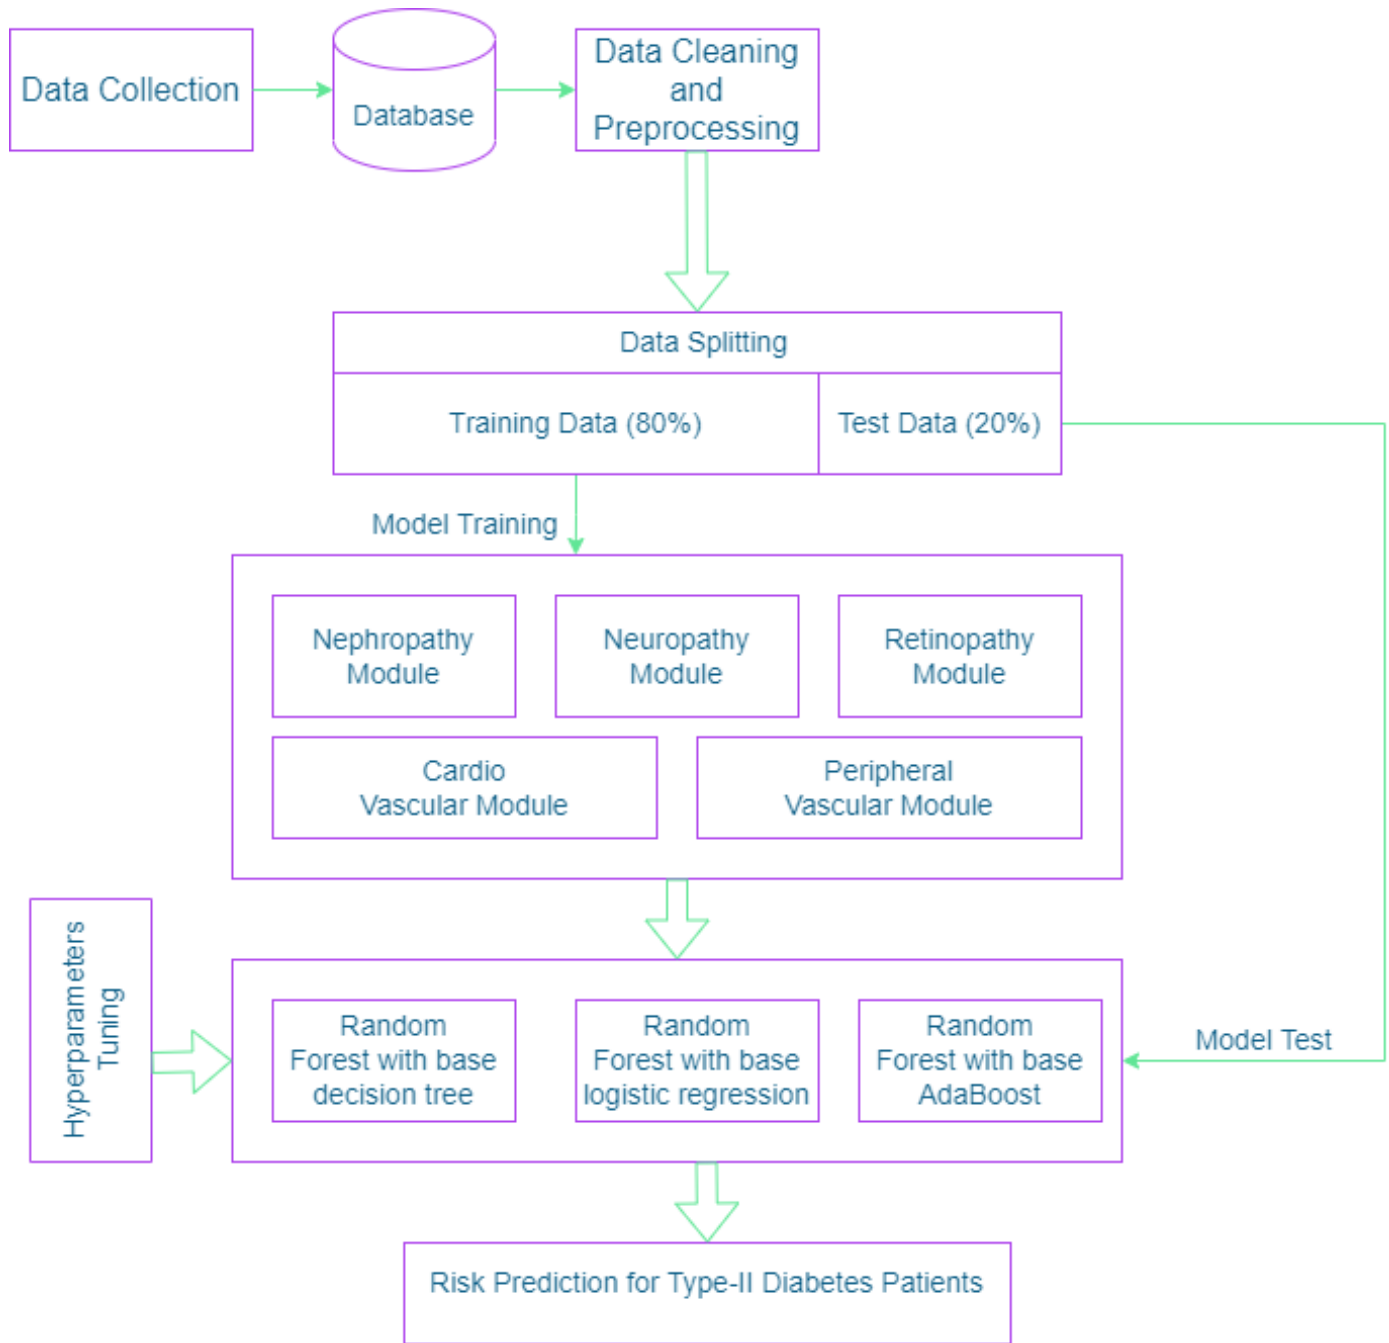 Data Collection
Database
Data Cleaning
and
Preprocessing
Data Splitting
Training Data (80%)
Test Data (20%)
Model Training
Nephropathy
Module
Neuropathy
Module
Retinopathy
Module
Cardio
Vascular Module
Peripheral
Vascular Module
Hyperparameters
Tuning
Random
Forest with base
decision tree
Random
Forest with base
logistic regression
Random
Forest with base
AdaBoost
Model Test
Risk Prediction for Type-II Diabetes Patients